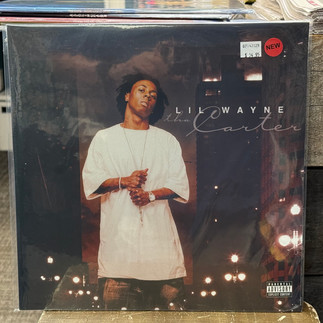 NEW
LIL WAYNE
tha Carter
PARENTAL
ADVISORY
EXPLICIT CONTENT